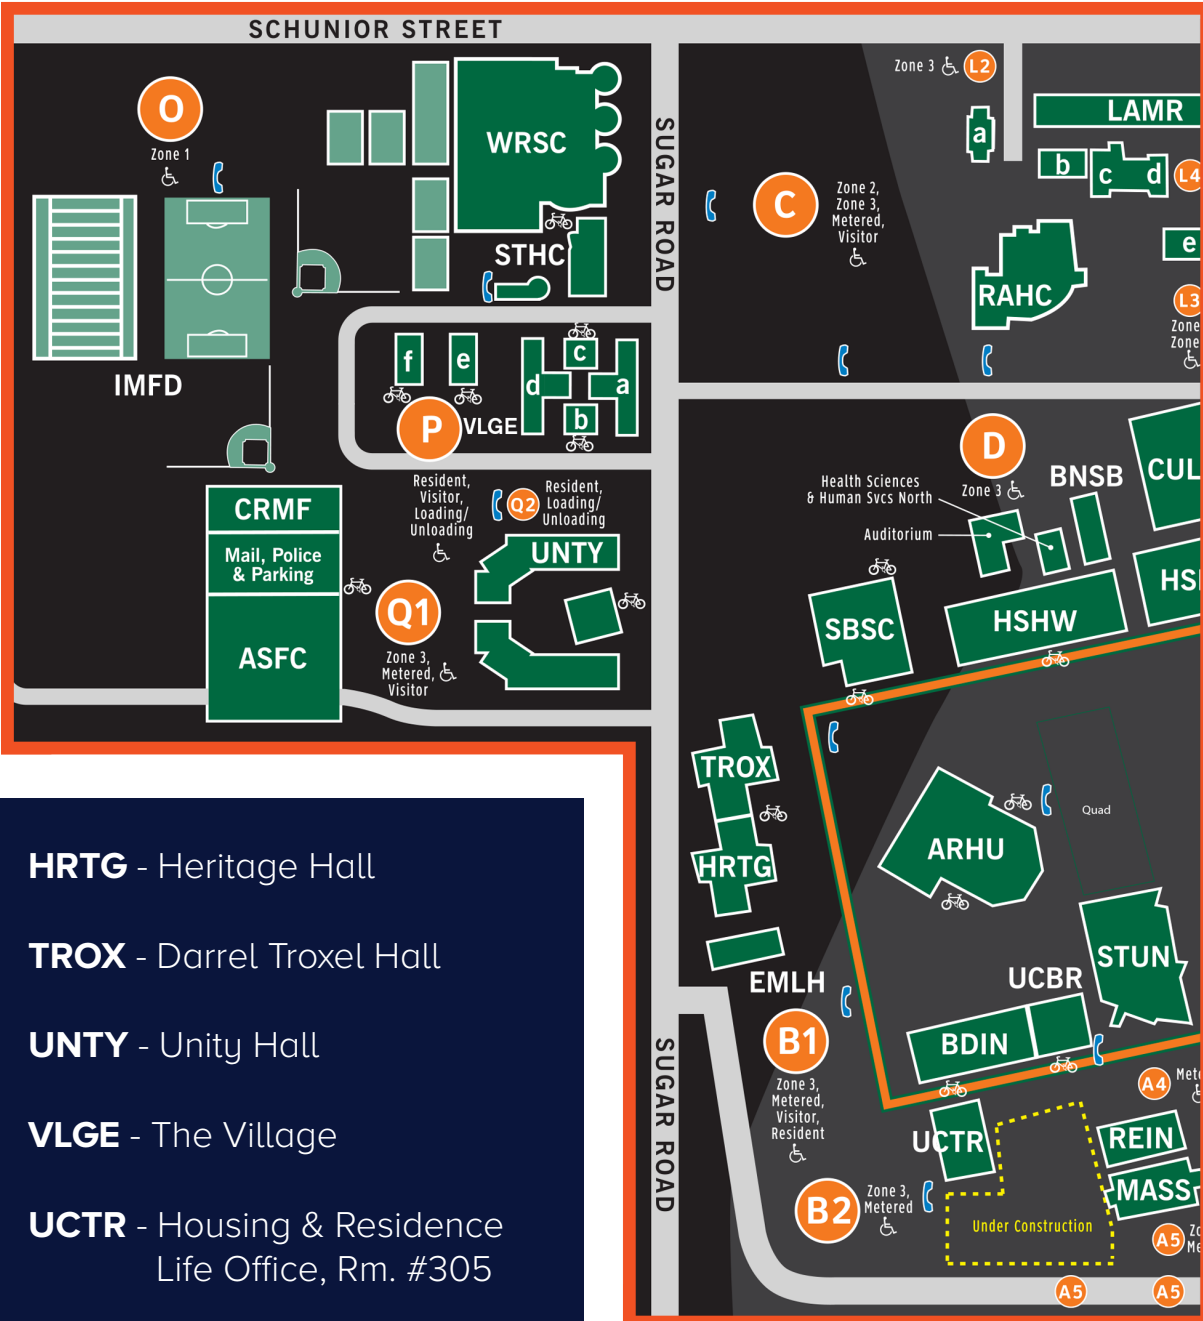 SCHUNIOR STREET
O
Zone 1
WRSC
STHC
IMFD
SUGAR ROAD
C
Zone 2,
Zone 3,
Metered,
Visitor
Zone 3
L2
a
LAMR
b
c
d
L4
e
RAHC
L3
Zone
Zone
f
e
d
c
a
b
P
VLGE
Resident,
Visitor,
Loading/
Unloading
Q2
Resident,
Loading/
Unloading
CRMF
Mail, Police
& Parking
ASFC
Q1
Zone 3,
Metered,
Visitor
UNTY
D
Zone 3
Health Sciences
& Human Svcs North
Auditorium
BNSB
CUL
HSHW
SBSC
TROX
HRTG
EMLH
ARHU
Quad
STUN
UCBR
BDIN
B1
Zone 3,
Metered,
Visitor,
Resident
SUGAR ROAD
B2
Zone 3,
Metered
UCTR
Under Construction
A4
REIN
MASS
A5
A5
A5
HRTG - Heritage Hall
TROX - Darrel Troxel Hall
UNTY - Unity Hall
VLGE - The Village
UCTR - Housing & Residence
Life Office, Rm. #305